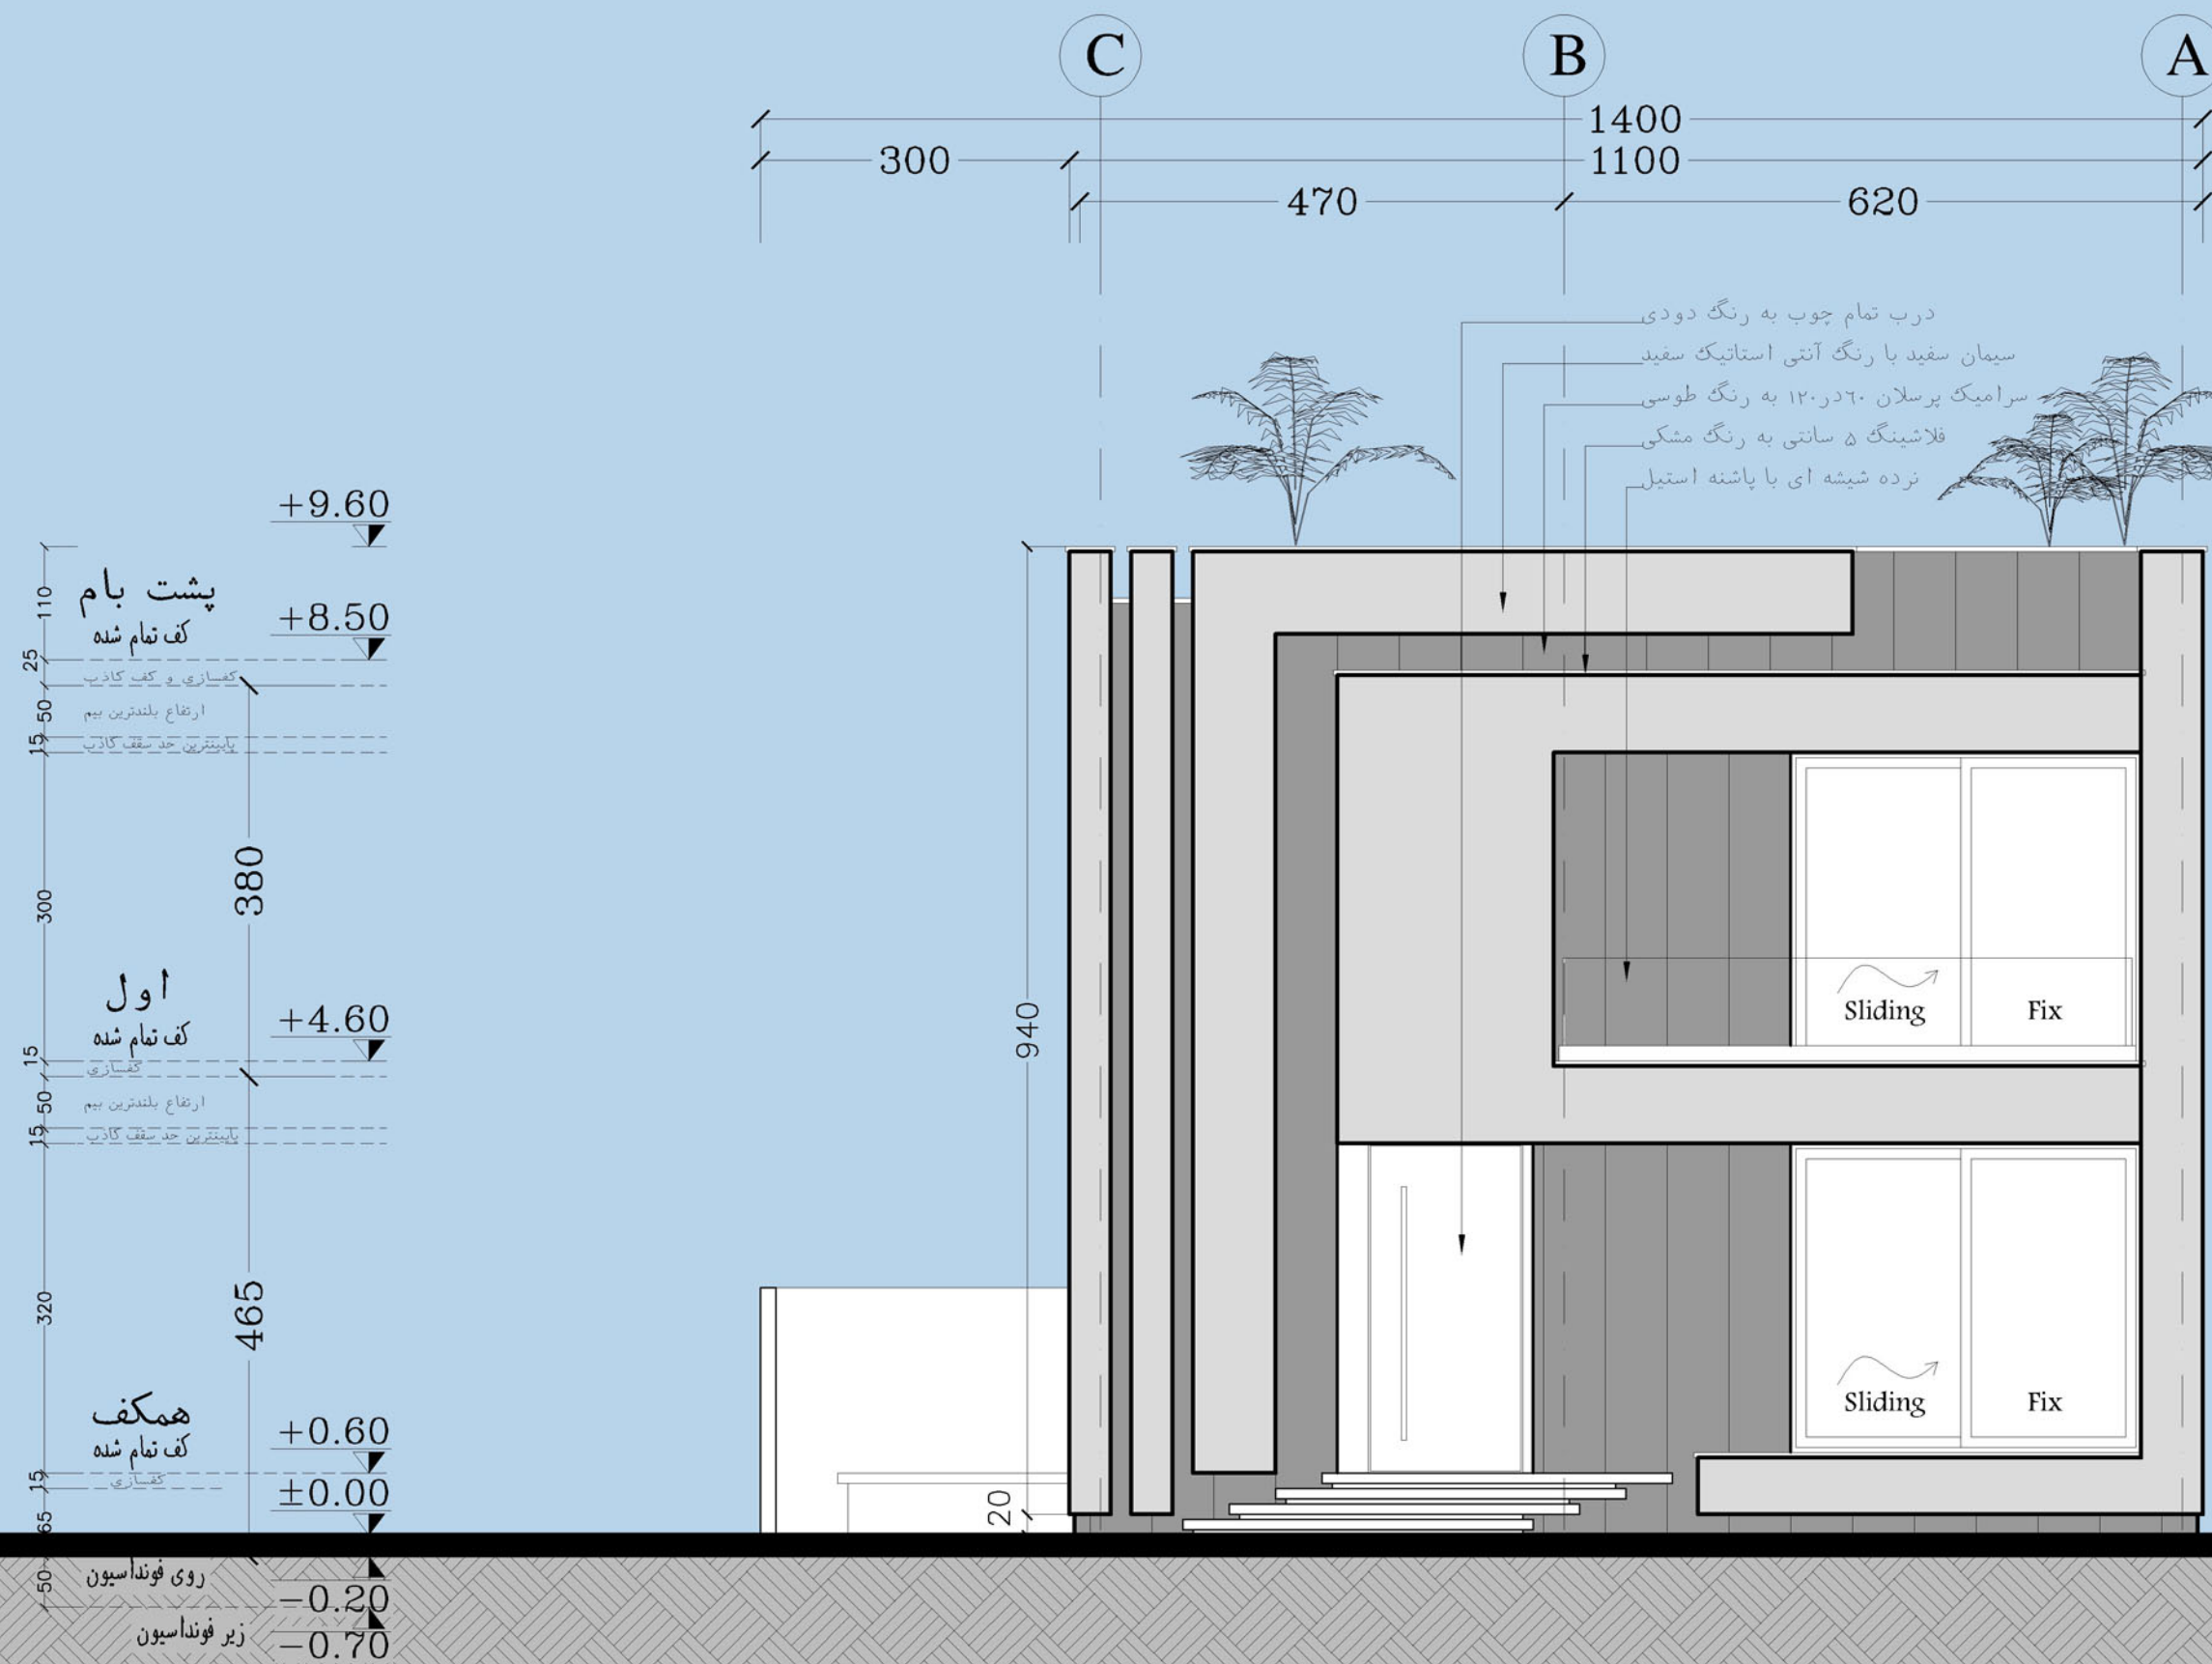 C B A
1400
300 1100
470 620
درب تمام چوب به رنگ دودی
سیمان سفید با رنگ آنتی استاتیک سفید
سرامیک پرسلان ۶۰در۱۲۰ به رنگ طوسی
فلاشینگ ۵ سانتی به رنگ مشکی
نرده شیشه ای با پاشنه استیل
+9.60
110
پشت بام
کف تمام شده
+8.50
25
کفسازی و کف کاذب
50
ارتفاع بلندترین بیم
15
پایینترین حد سقف کاذب
380
300
940
اول
کف تمام شده
+4.60
Sliding Fix
15
کفسازی
50
ارتفاع بلندترین بیم
15
پایینترین حد سقف کاذب
320
465
همکف
کف تمام شده
+0.60
Sliding Fix
15
کفسازی
±0.00
20
65
روی فونداسیون
50
-0.20
زیر فونداسیون
-0.70